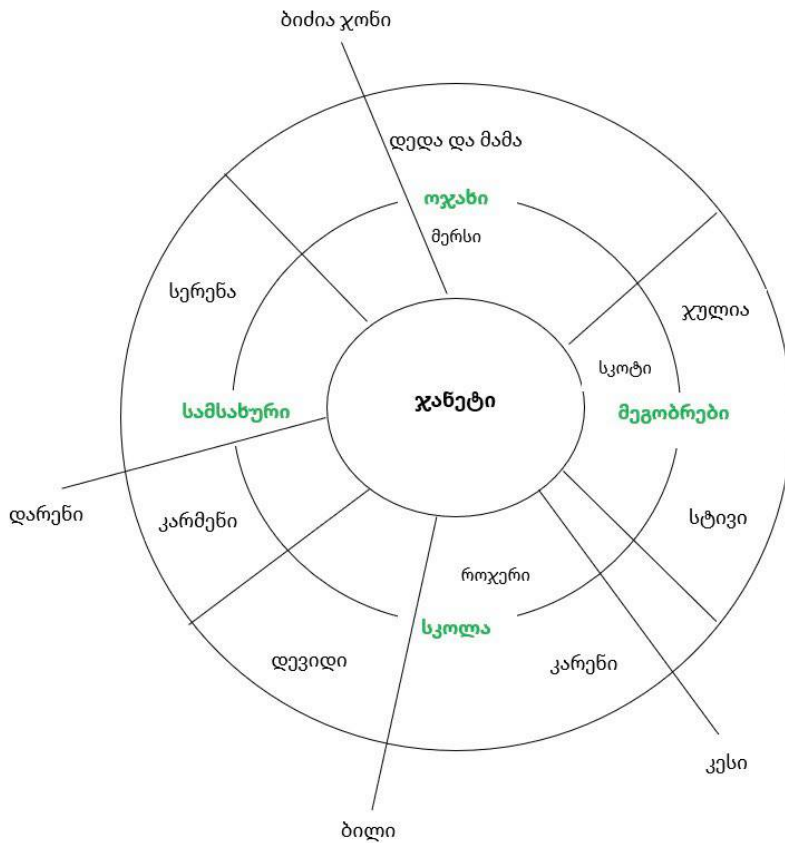 ბიძია ჯონი
დედა და მამა
ოჯახი
მერსი
სერენა
ჯულია
სკოტი
ჯანეტი
სამსახური
მეგობრები
დარენი
კარმენი
სტივი
როჯერი
სკოლა
დევიდი
კარენი
კესი
ბილი